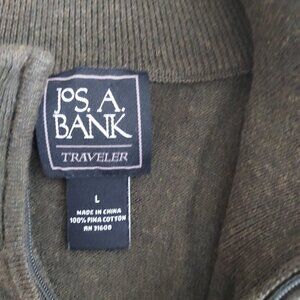 JOS. A.
BANK
TRAVELER
L
MADE IN CHINA
100% PIMA COTTON
RN 31600